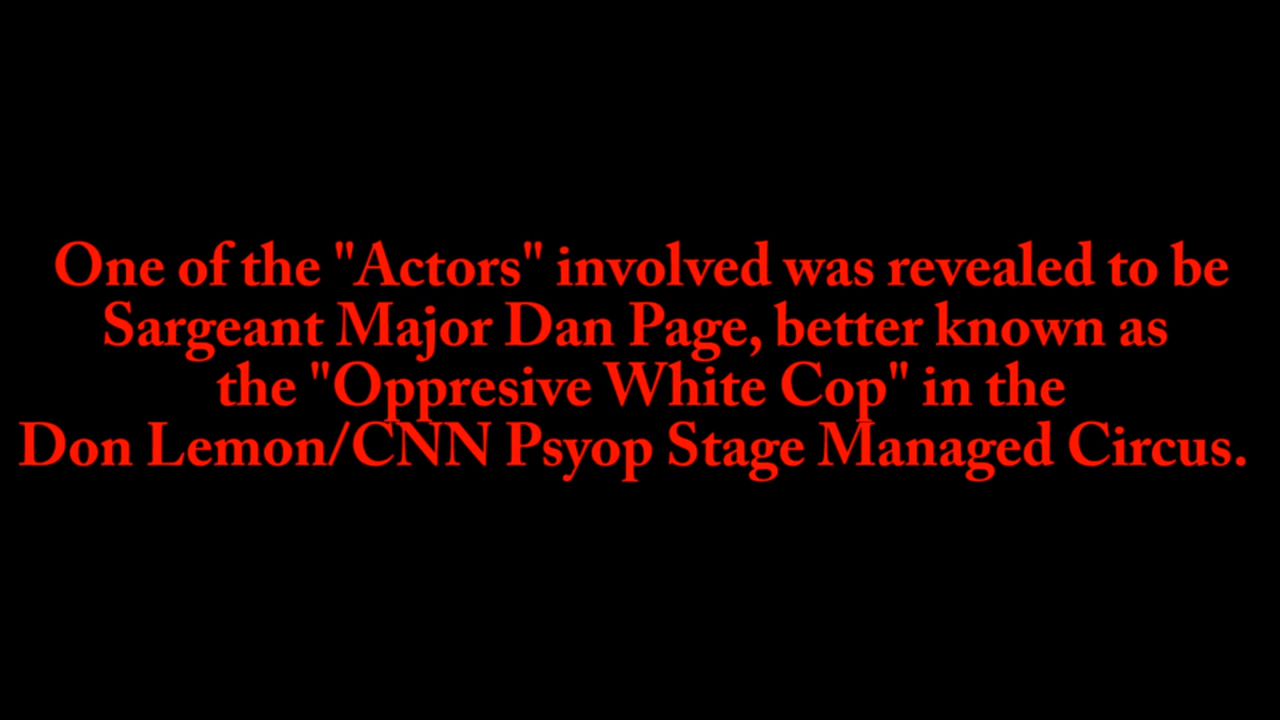 One of the "Actors" involved was revealed to be
Sargeant Major Dan Page, better known as
the "Oppresive White Cop" in the
Don Lemon/CNN Psyop Stage Managed Circus.